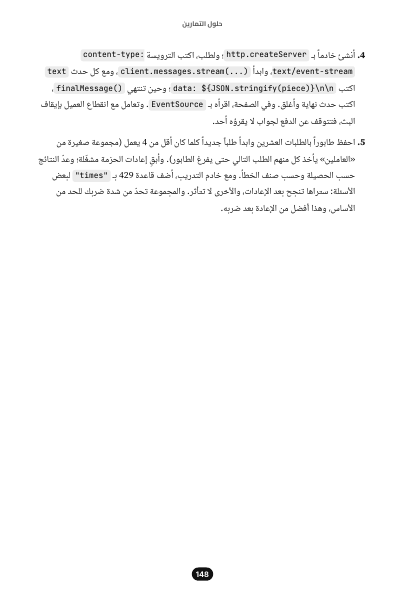 حلول التمارين
4. أنشئ خادماً بـ http.createServer ؛ ولطلب، اكتب الترويسة content-type:
text/event-stream، وابدأ client.messages.stream(...) ، ومع كل حدث text
اكتب data: ${JSON.stringify(piece)}\n\n ؛ وحين تنتهي finalMessage() ،
اكتب حدث نهاية وأغلق. وفي الصفحة، اقرأه بـ EventSource . وتعامل مع انقطاع العميل بإيقاف
البث، فتتوقف عن الدفع لجواب لا يقرؤه أحد.
5. احفظ طابوراً بالطلبات العشرين وابدأ طلباً جديداً كلما كان أقل من 4 يعمل (مجموعة صغيرة من
«العاملين» يأخذ كل منهم الطلب التالي حتى يفرغ الطابور). وأبقِ إعادات الحزمة مشغّلة؛ وعدّ النتائج
حسب الحصيلة وحسب صنف الخطأ. ومع خادم التدريب، أضف قاعدة 429 بـ "times" لبعض
الأسئلة: ستراها تنجح بعد الإعادات، والأخرى لا تتأثر. والمجموعة تحدّ من شدة ضربك للحد من
الأساس، وهذا أفضل من الإعادة بعد ضربه.
148